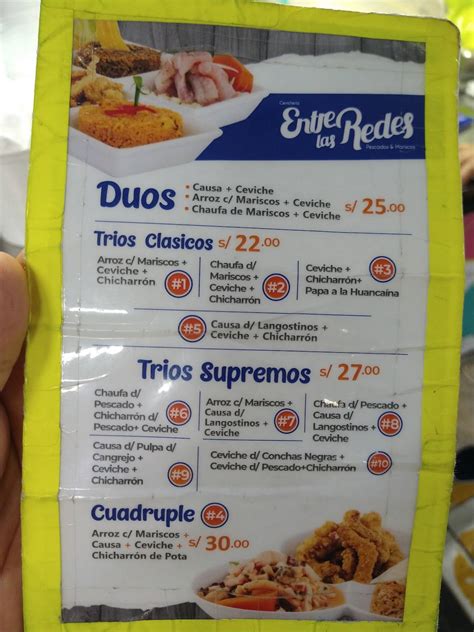 Cevichería
Entre
las Redes
Pescados & Mariscos
Duos
• Causa + Ceviche
• Arroz c/ Mariscos + Ceviche
• Chaufa de Mariscos + Ceviche
s/ 25.00
Trios Clasicos s/ 22.00
Arroz c/ Mariscos +
Ceviche +
Chicharrón
#1
Chaufa d/
Mariscos +
Ceviche +
Chicharrón
#2
Ceviche +
Chicharrón+
Papa a la Huancaína
#3
#5
Causa d/ Langostinos +
Ceviche + Chicharrón
Trios Supremos s/ 27.00
Chaufa d/
Pescado +
Chicharrón d/
Pescado+ Ceviche
#6
Arroz c/ Mariscos +
Causa d/
Langostinos +
Ceviche
#7
Chaufa d/ Pescado +
Causa d/
Langostinos +
Ceviche
#8
Causa d/ Pulpa d/
Cangrejo +
Ceviche +
Chicharrón
#9
Ceviche d/ Conchas Negras +
Ceviche d/ Pescado+Chicharrón
#10
Cuadruple #4
Arroz c/ Mariscos +
Causa + Ceviche +
Chicharrón de Pota
s/ 30.00